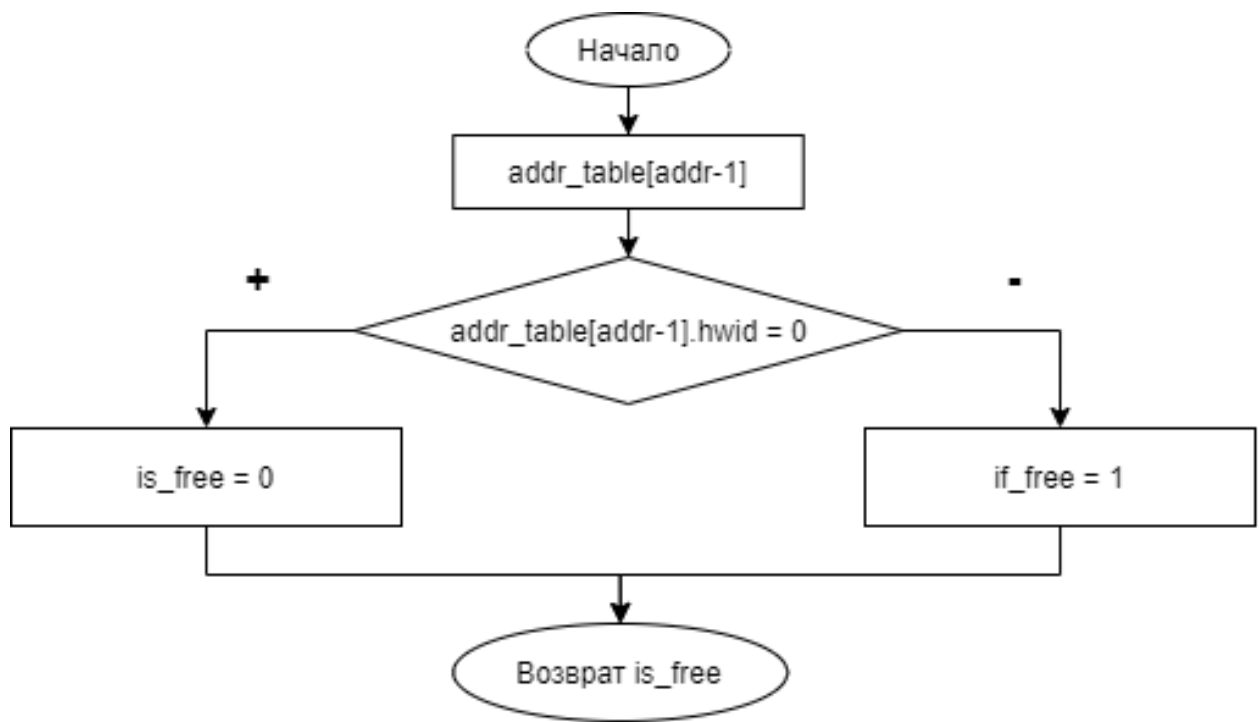 Начало
addr_table[addr-1]
+
-
addr_table[addr-1].hwid = 0
is_free = 0
if_free = 1
Возврат is_free